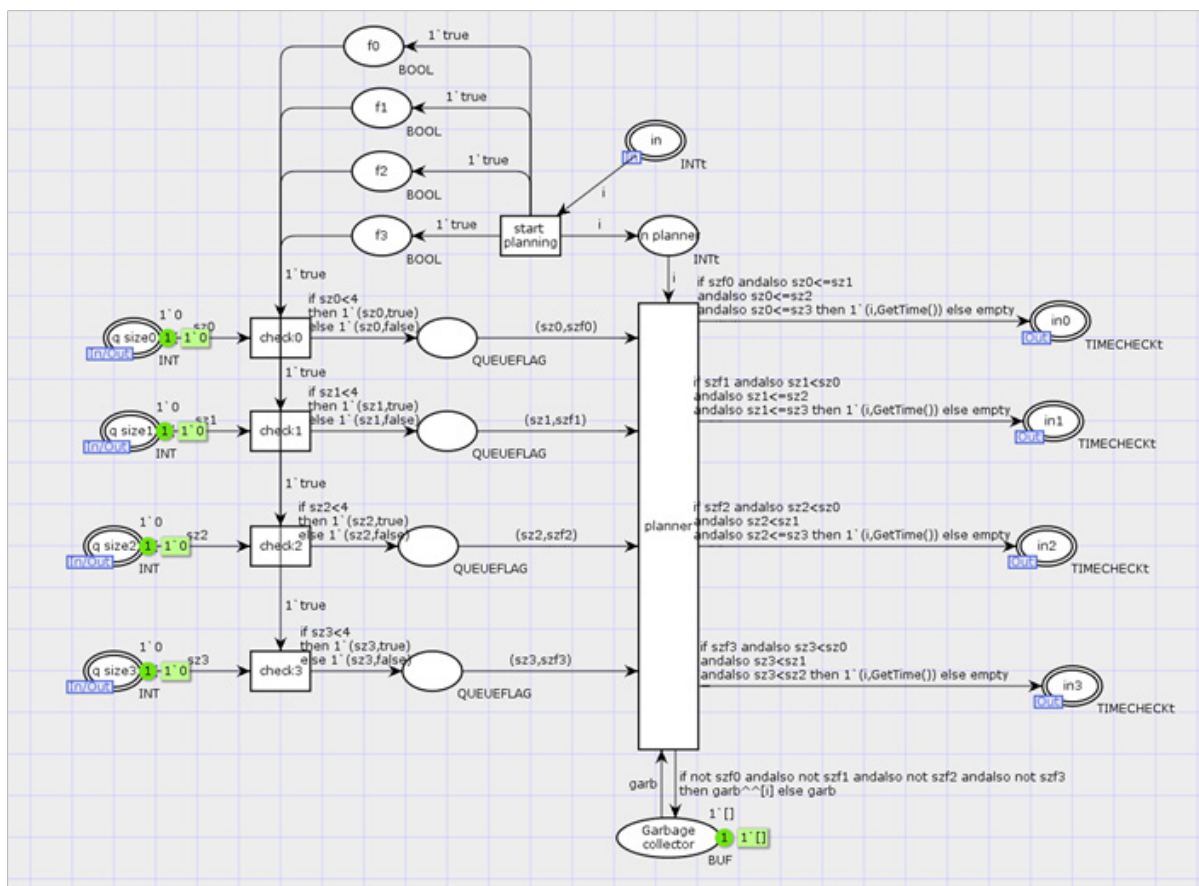 f0
1`true
BOOL
f1
1`true
BOOL
f2
1`true
BOOL
in
In
INTt
i
f3
1`true
BOOL
start
planning
i
n planner
INTt
i
1`true
if sz0<4
then 1`(sz0,true)
else 1`(sz0,false)
1`0
q size0
1
1`0
sz0
In/Out
INT
check0
QUEUEFLAG
(sz0,szf0)
if szf0 andalso sz0<=sz1
andalso sz0<=sz2
andalso sz0<=sz3 then 1`(i,GetTime()) else empty
in0
Out
TIMECHECKt
1`true
if sz1<4
then 1`(sz1,true)
else 1`(sz1,false)
1`0
q size1
1
1`0
sz1
In/Out
INT
check1
QUEUEFLAG
(sz1,szf1)
if szf1 andalso sz1<sz0
andalso sz1<=sz2
andalso sz1<=sz3 then 1`(i,GetTime()) else empty
in1
Out
TIMECHECKt
1`true
if sz2<4
then 1`(sz2,true)
else 1`(sz2,false)
1`0
q size2
1
1`0
sz2
In/Out
INT
check2
QUEUEFLAG
(sz2,szf2)
planner
if szf2 andalso sz2<sz0
andalso sz2<sz1
andalso sz2<=sz3 then 1`(i,GetTime()) else empty
in2
Out
TIMECHECKt
1`true
if sz3<4
then 1`(sz3,true)
else 1`(sz3,false)
1`0
q size3
1
1`0
sz3
In/Out
INT
check3
QUEUEFLAG
(sz3,szf3)
if szf3 andalso sz3<sz0
andalso sz3<sz1
andalso sz3<sz2 then 1`(i,GetTime()) else empty
in3
Out
TIMECHECKt
garb
if not szf0 andalso not szf1 andalso not szf2 andalso not szf3
then garb^^[i] else garb
1`[]
Garbage
collector
1
1`[]
BUF